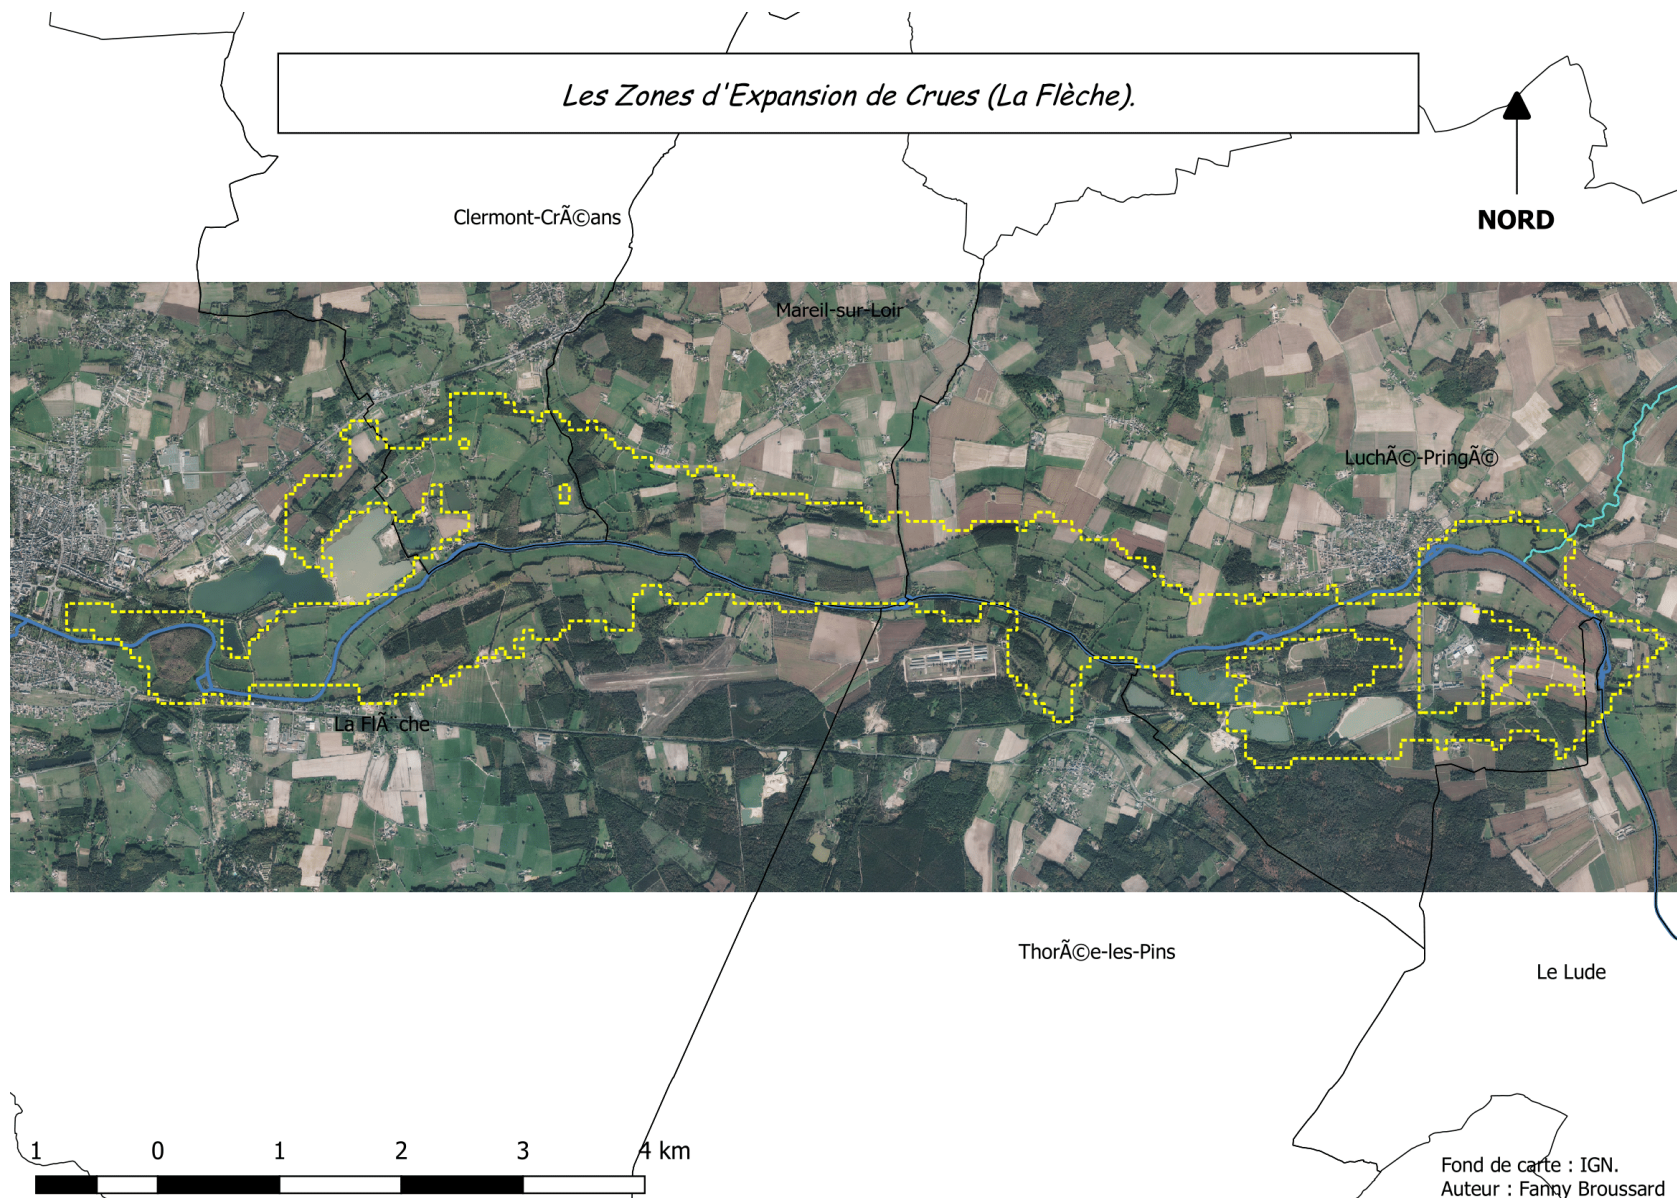 Les Zones d'Expansion de Crues (La Flèche).
NORD
Clermont-CrÃ©ans
Mareil-sur-Loir
LuchÃ©-PringÃ©
La FlÃ¨che
ThorÃ©e-les-Pins
Le Lude
1 0 1 2 3 4 km
Fond de carte : IGN.
Auteur : Fanny Broussard